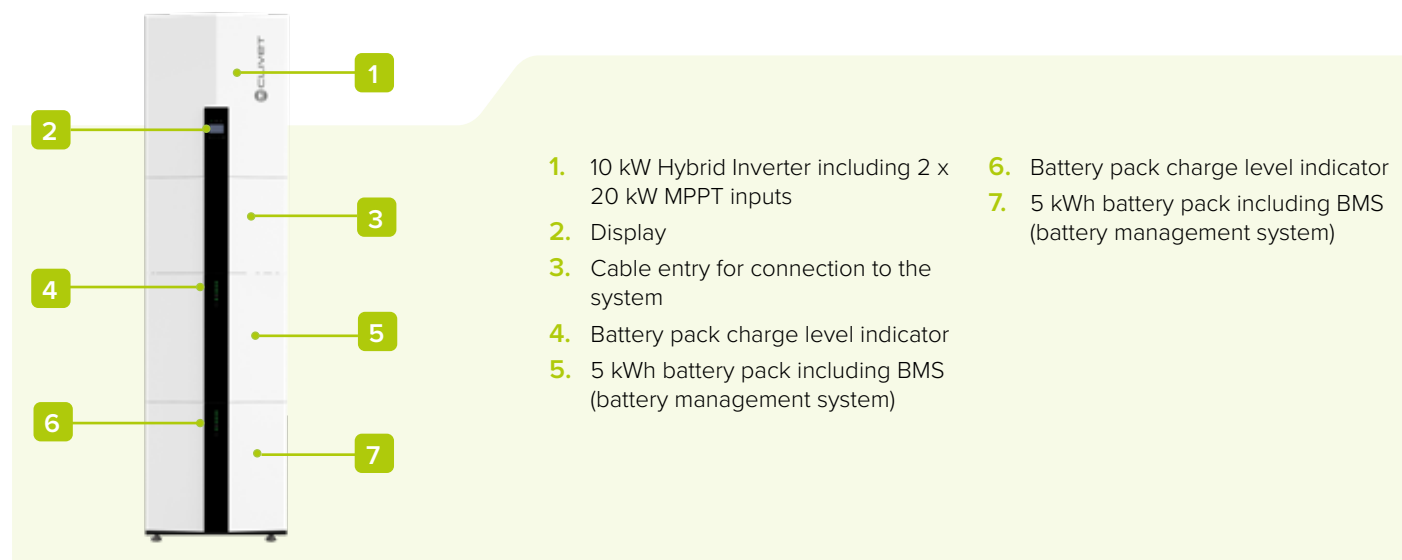 CLIVET
1
2
3
4
5
6
7
1. 10 kW Hybrid Inverter including 2 x
20 kW MPPT inputs
2. Display
3. Cable entry for connection to the
system
4. Battery pack charge level indicator
5. 5 kWh battery pack including BMS
(battery management system)
6. Battery pack charge level indicator
7. 5 kWh battery pack including BMS
(battery management system)